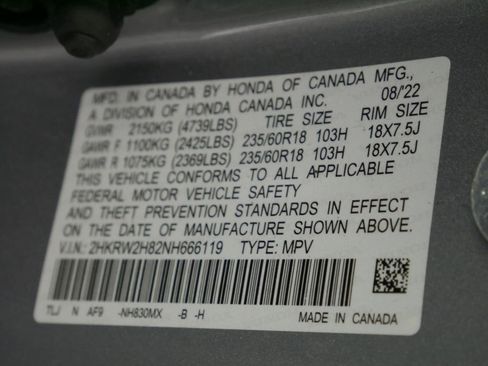 MFD. IN CANADA BY HONDA OF CANADA MFG.,
A DIVISION OF HONDA CANADA INC. 08/'22
GVWR 2150KG (4739LBS) TIRE SIZE RIM SIZE
GAWR F 1100KG (2425LBS) 235/60R18 103H 18X7.5J
GAWR R 1075KG (2369LBS) 235/60R18 103H 18X7.5J
THIS VEHICLE CONFORMS TO ALL APPLICABLE
FEDERAL MOTOR VEHICLE SAFETY
AND THEFT PREVENTION STANDARDS IN EFFECT
ON THE DATE OF MANUFACTURE SHOWN ABOVE.
V.I.N.: 2HKRW2H82NH666119 TYPE: MPV
TLJ N AF9 -NH830MX -B -H MADE IN CANADA